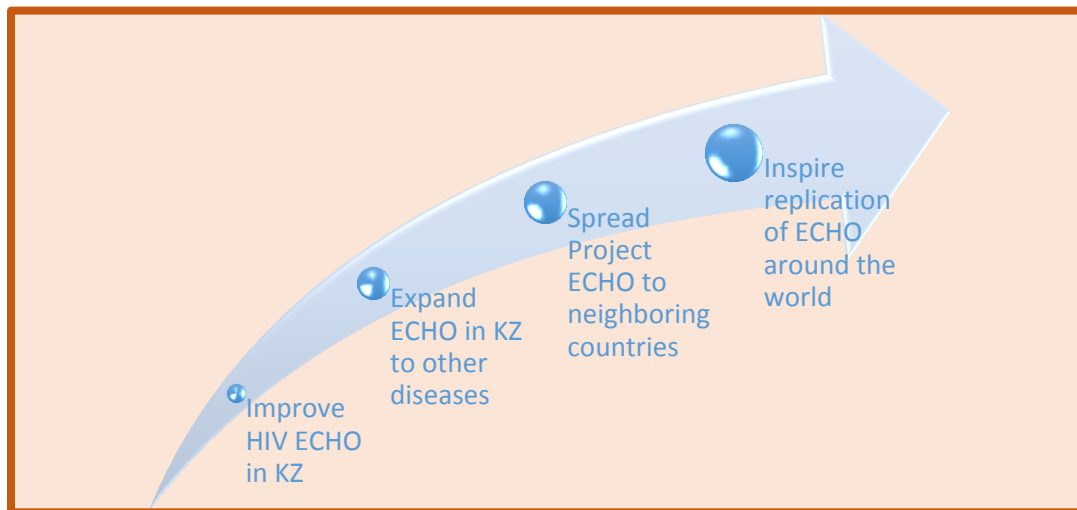 Improve
HIV ECHO
in KZ
Expand
ECHO in KZ
to other
diseases
Spread
Project
ECHO to
neighboring
countries
Inspire
replication
of ECHO
around the
world